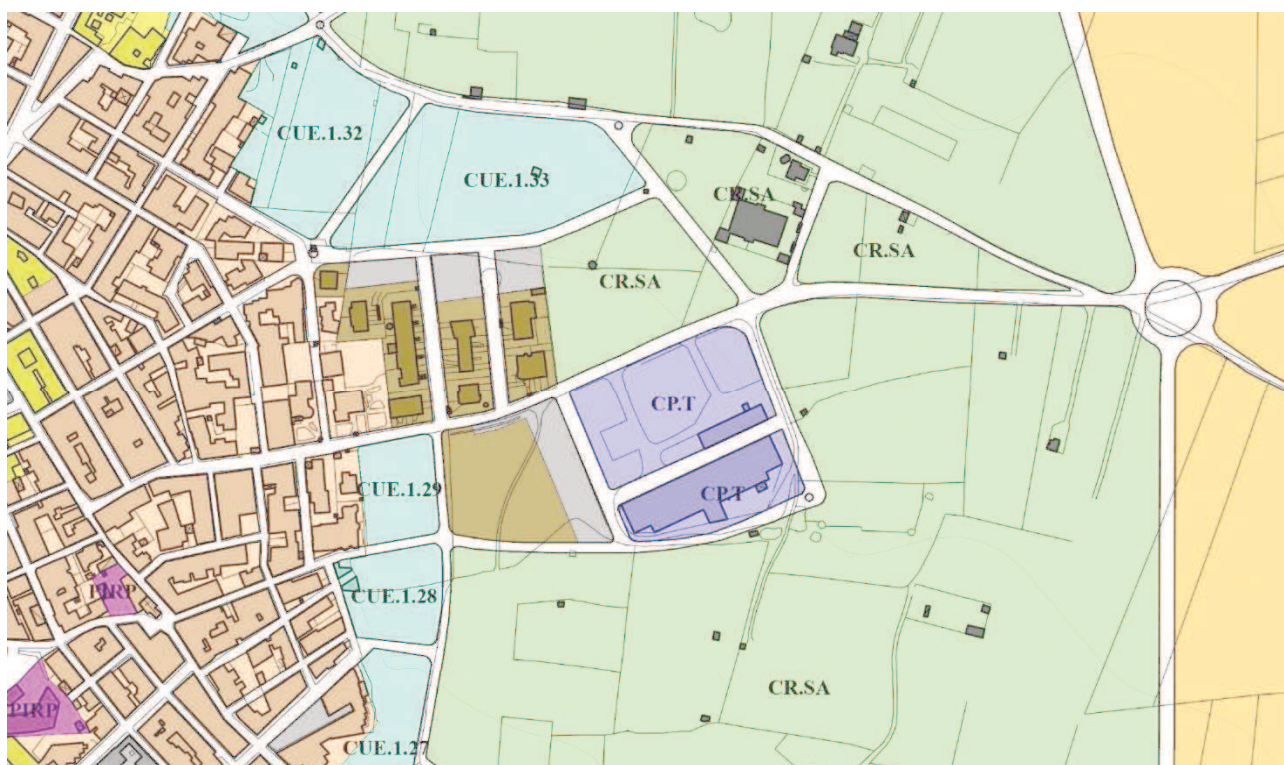 CUE.1.32
CUE.1.33
CR.SA
CR.SA
CR.SA
CP.T
CUE.1.29
CP.T
PIRP
CUE.1.28
CR.SA
PIRP
CUE.1.27